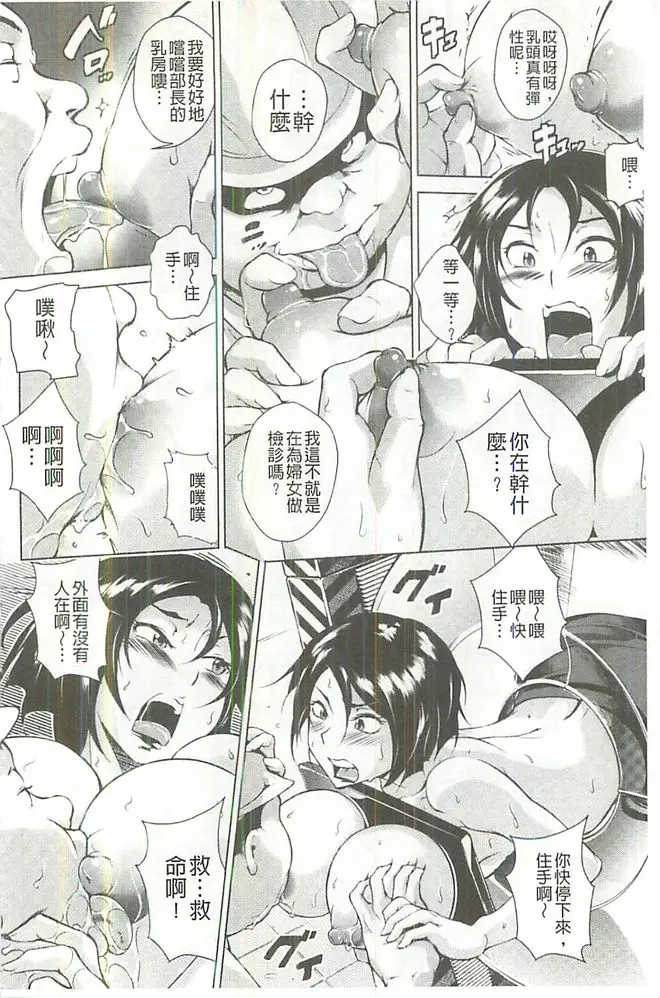 哎呀呀呀，
乳頭真有彈
性呢…
キュッ
キュッ
喂…
等一等…？
…幹
什麼
我要好好地
嚐嚐部長的
乳房嘍…
ベロ
你在幹什
麼…？
我這不就是
在為婦女做
檢診嗎？
啊～住
手…
噗啾～
啊啊啊
啊…
噗噗噗
喂～喂
喂～快
住手…
グッ
你快停下來，
住手啊～
グイ
外面有沒有
人在啊～…
救…救
命啊！